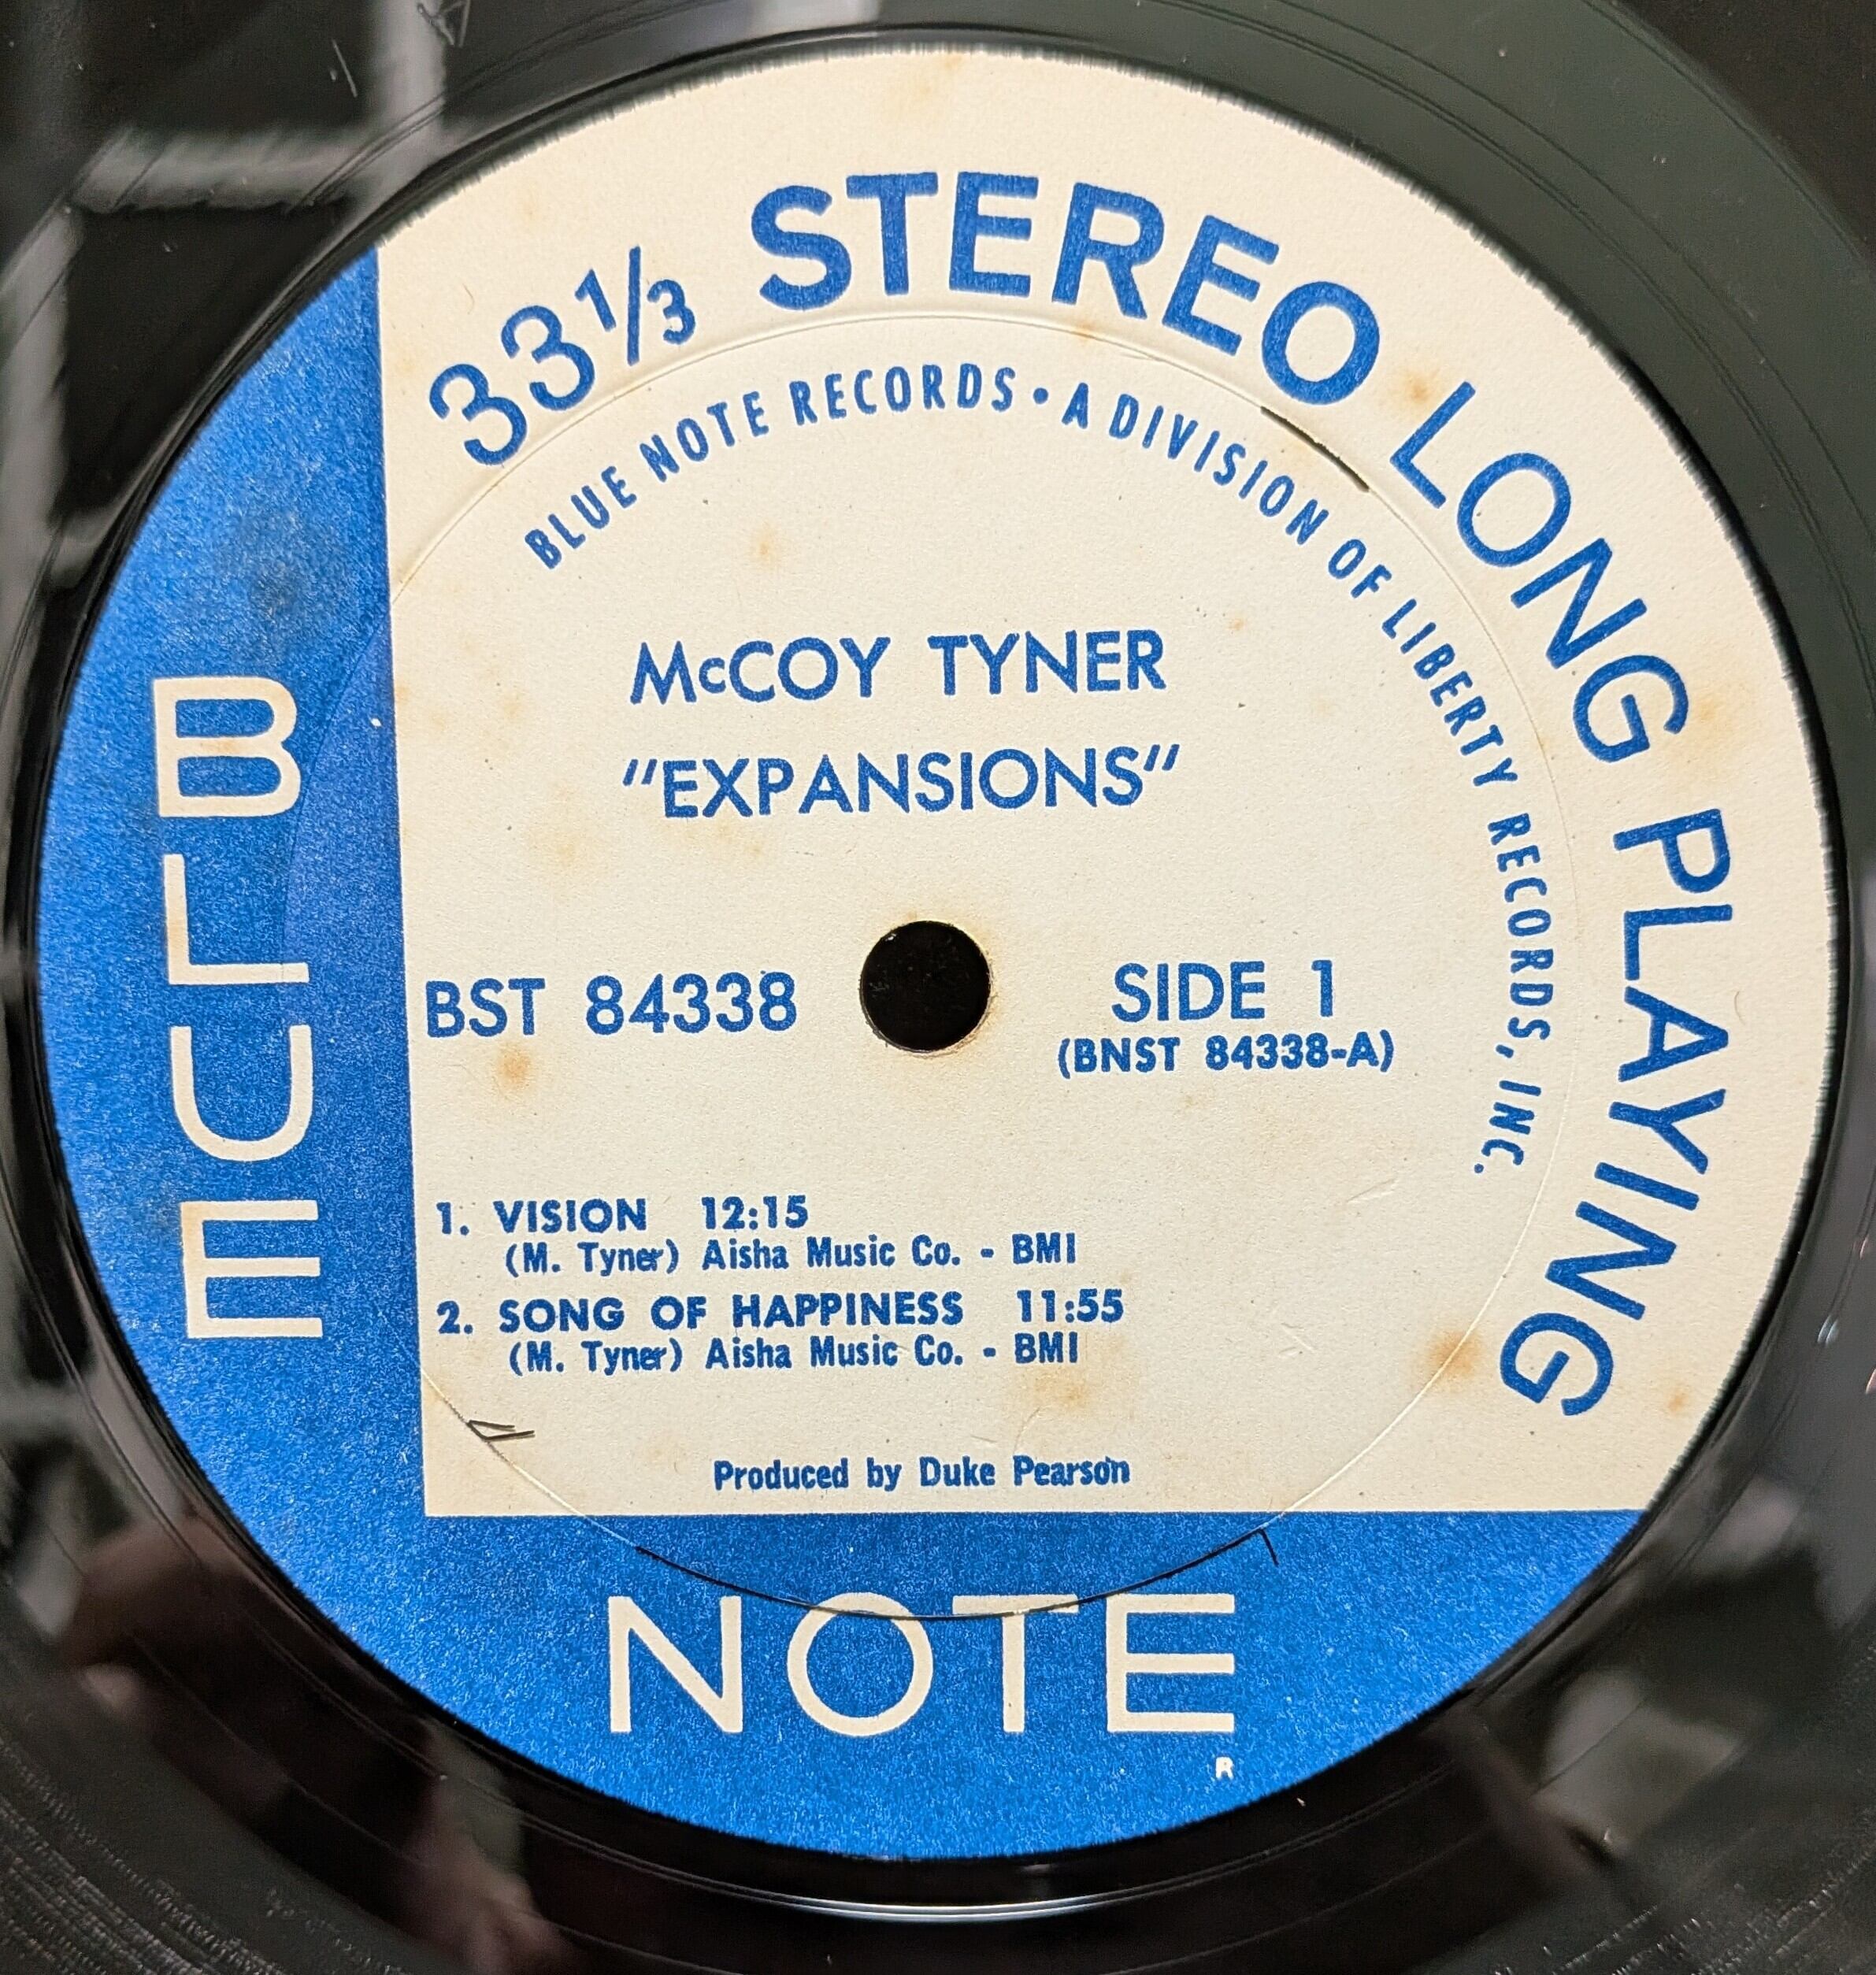 33 1/3 STEREO LONG PLAYING
BLUE NOTE RECORDS • A DIVISION OF LIBERTY RECORDS, INC.
McCOY TYNER
"EXPANSIONS"
BST 84338
SIDE 1
(BNST 84338-A)
1. VISION 12:15
(M. Tyner) Aisha Music Co. - BMI
2. SONG OF HAPPINESS 11:55
(M. Tyner) Aisha Music Co. - BMI
Produced by Duke Pearson
BLUE
NOTE
R